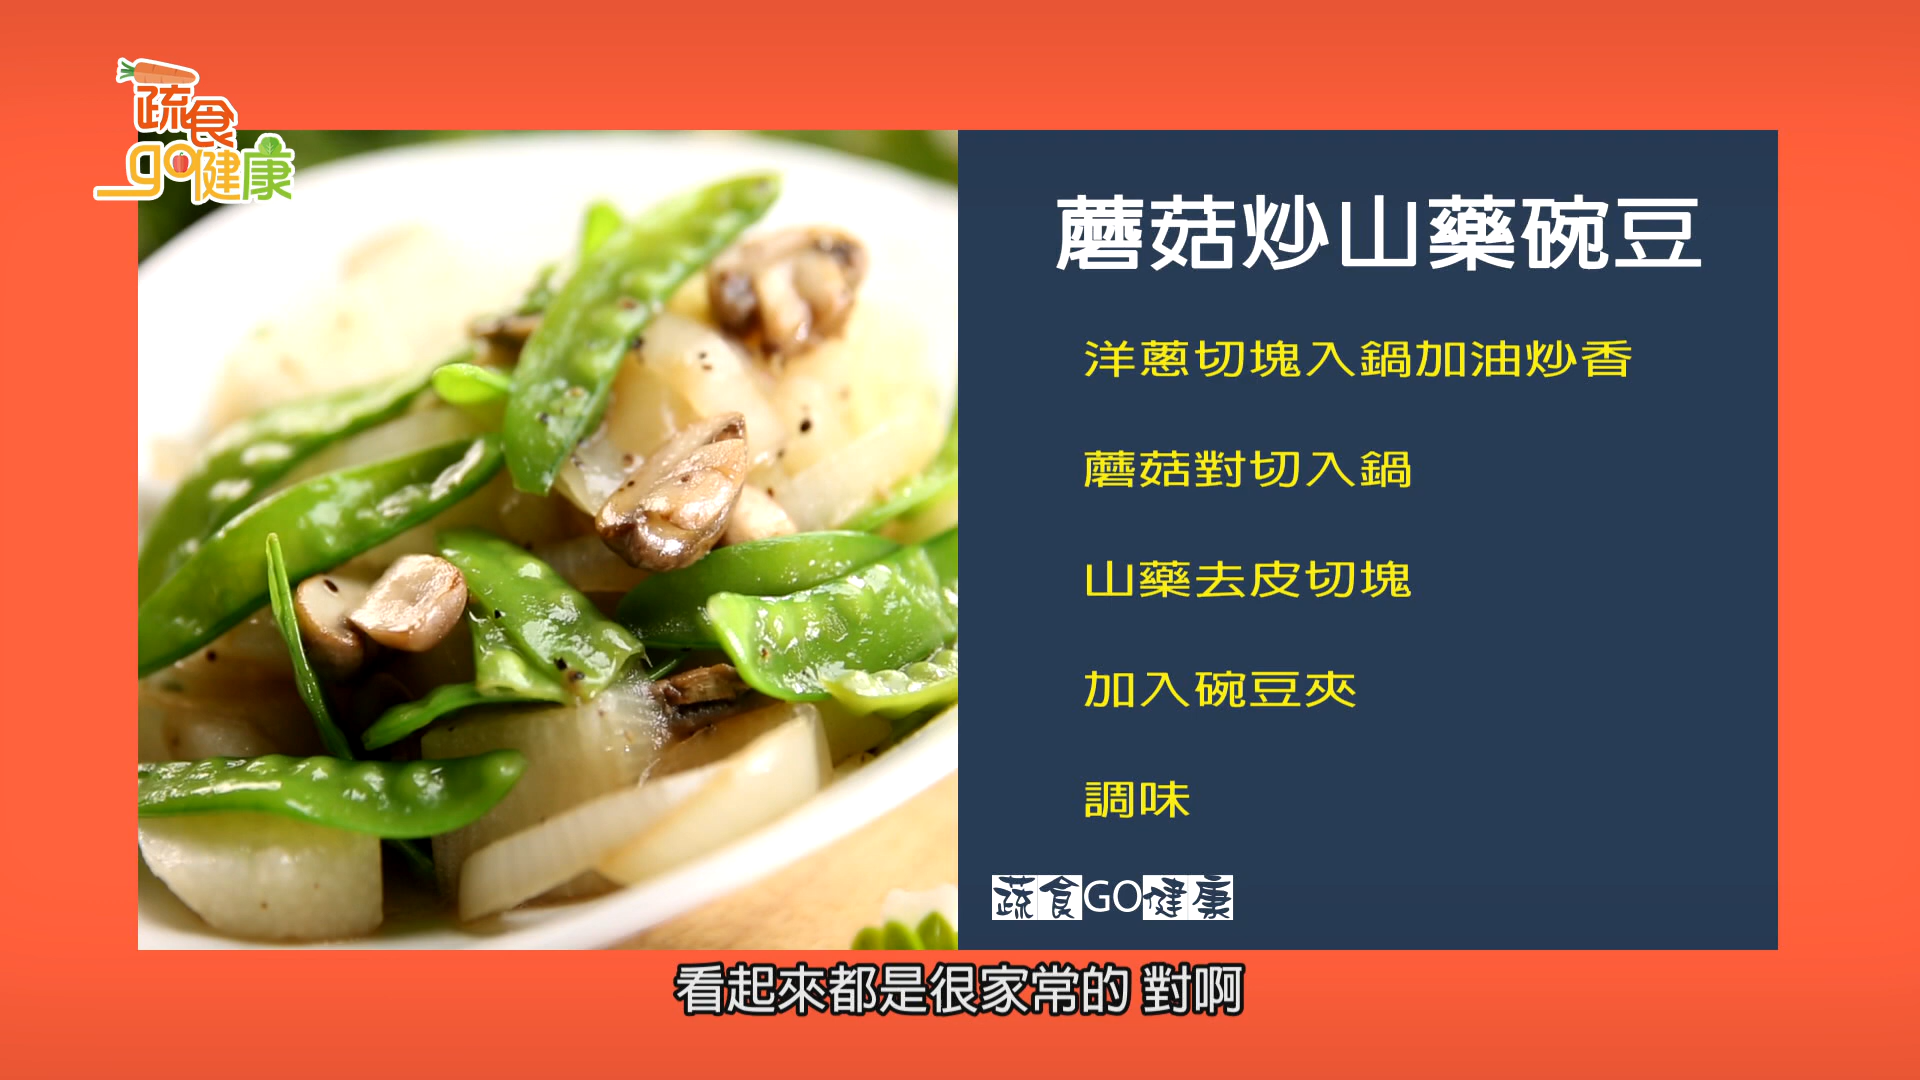 蔬食
go健康
蘑菇炒山藥碗豆
洋蔥切塊入鍋加油炒香
蘑菇對切入鍋
山藥去皮切塊
加入碗豆夾
調味
蔬食GO健康
看起來都是很家常的 對啊